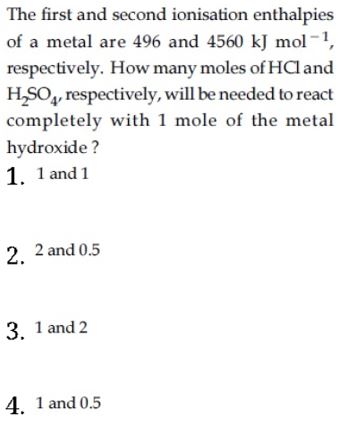 The first and second ionisation enthalpies
of a metal are 496 and 4560 kJ mol⁻¹,
respectively. How many moles of HCl and
H₂SO₄, respectively, will be needed to react
completely with 1 mole of the metal
hydroxide ?
1. 1 and 1
2. 2 and 0.5
3. 1 and 2
4. 1 and 0.5